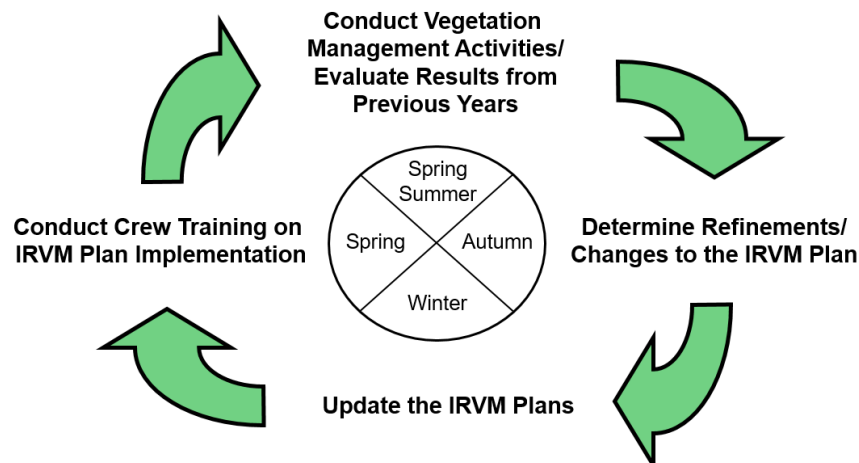 Conduct Vegetation
Management Activities/
Evaluate Results from
Previous Years
Spring
Summer
Conduct Crew Training on
IRVM Plan Implementation
Spring
Autumn
Determine Refinements/
Changes to the IRVM Plan
Winter
Update the IRVM Plans